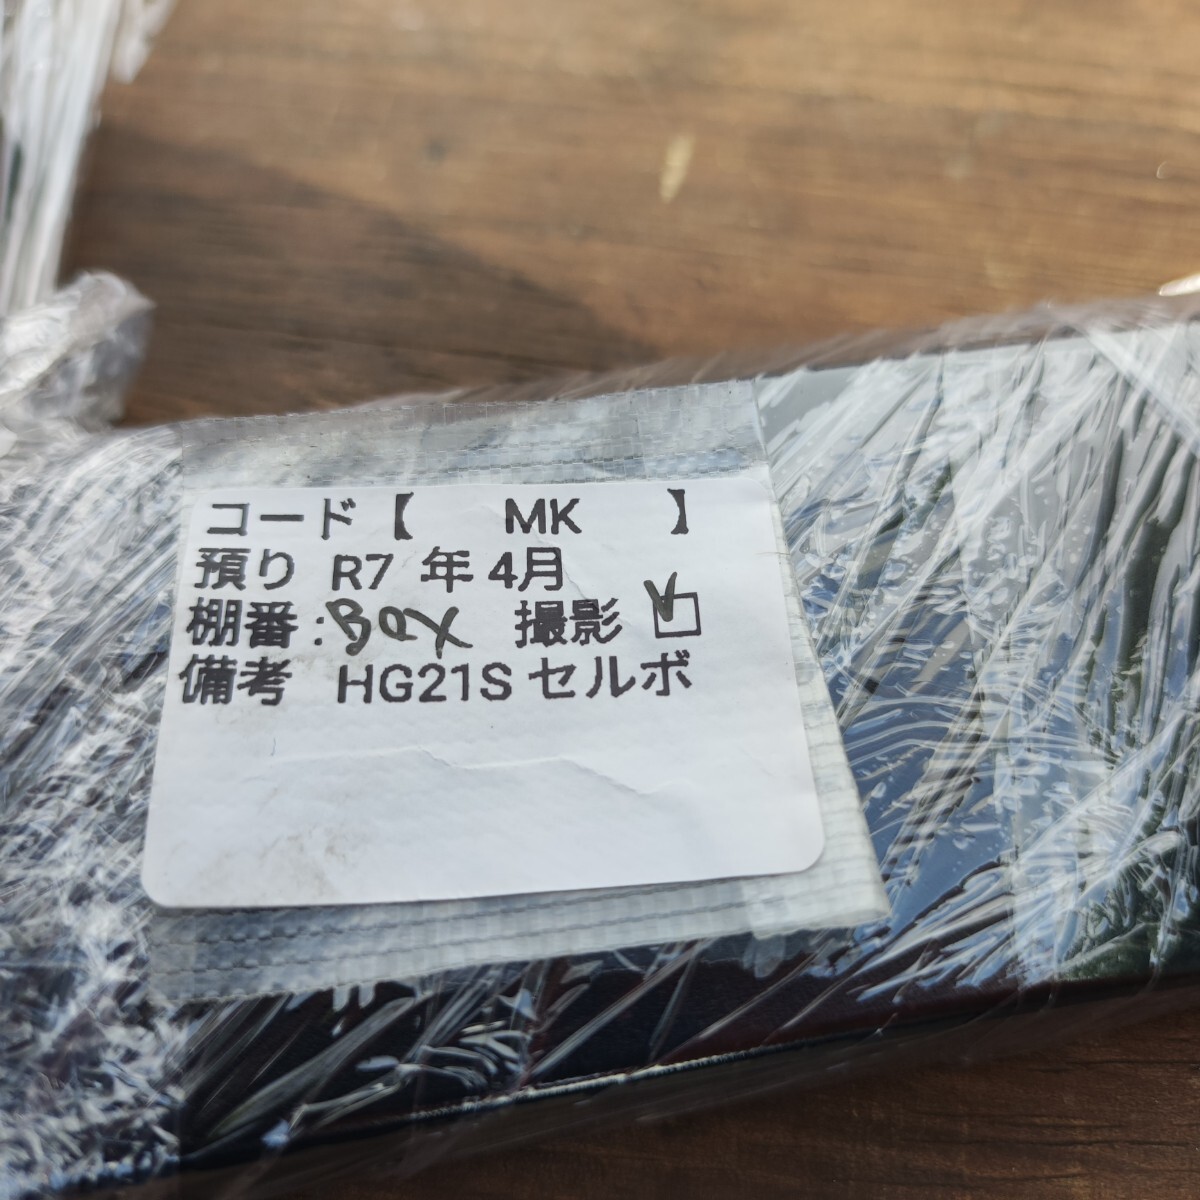 コード【 MK 】
預り R7 年 4月
棚番:BOX 撮影
備考 HG21S セルボ